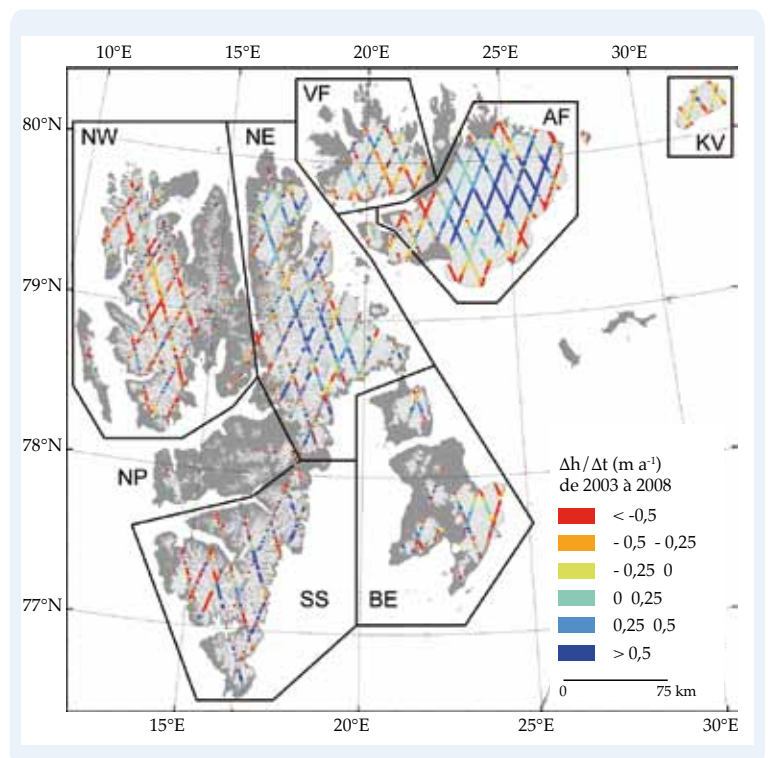 10°E 15°E 20°E 25°E 30°E
VF
AF
80°N
NW NE
KV
79°N
78°N
NP
Δh/Δt (m a⁻¹)
de 2003 à 2008
< -0,5
- 0,5 - 0,25
- 0,25 0
0 0,25
0,25 0,5
> 0,5
77°N
SS BE
0 75 km
15°E 20°E 25°E 30°E